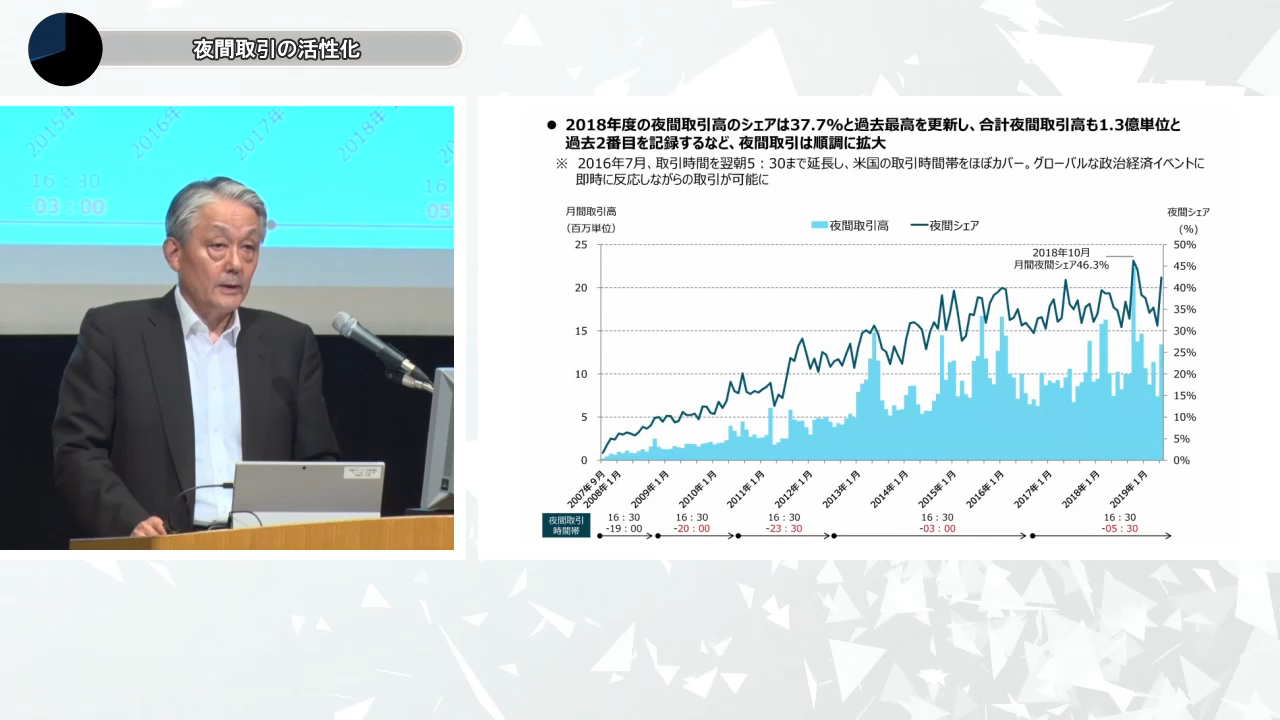 夜間取引の活性化
2015年
2016年
2017年
2018年
16:30
-03:00
16
-05
● 2018年度の夜間取引高のシェアは37.7%と過去最高を更新し、合計夜間取引高も1.3億単位と
過去2番目を記録するなど、夜間取引は順調に拡大
※ 2016年7月、取引時間を翌朝5:30まで延長し、米国の取引時間帯をほぼカバー。グローバルな政治経済イベントに
即時に反応しながらの取引が可能に
月間取引高
(百万単位)
夜間取引高
夜間シェア
夜間シェア
(%)
2018年10月
月間夜間シェア46.3%
25
20
15
10
5
0
50%
45%
40%
35%
30%
25%
20%
15%
10%
5%
0%
2007年9月
2008年1月
2009年1月
2010年1月
2011年1月
2012年1月
2013年1月
2014年1月
2015年1月
2016年1月
2017年1月
2018年1月
2019年1月
夜間取引
時間帯
16:30
-19:00
16:30
-20:00
16:30
-23:30
16:30
-03:00
16:30
-05:30